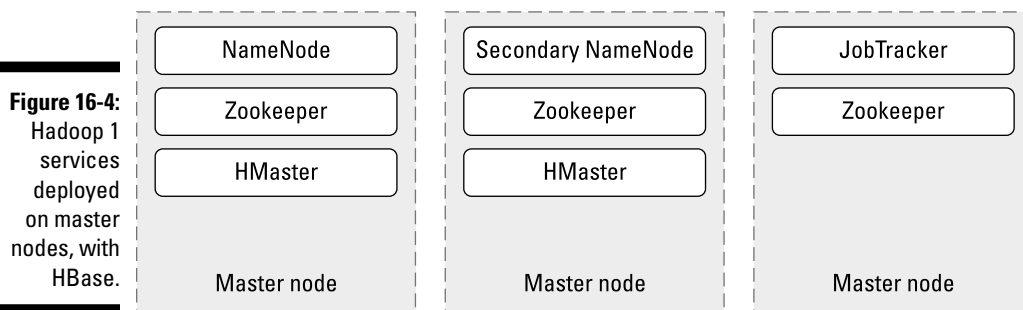 Figure 16-4:
Hadoop 1
services
deployed
on master
nodes, with
HBase.
NameNode
Zookeeper
HMaster
Master node
Secondary NameNode
Zookeeper
HMaster
Master node
JobTracker
Zookeeper
Master node